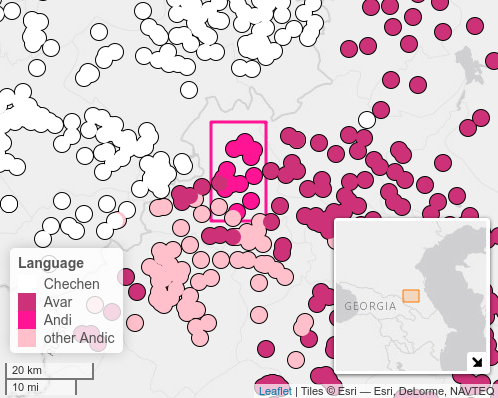 GEORGIA
Language
Chechen
Avar
Andi
other Andic
20 km
10 mi
Leaflet | Tiles © Esri — Esri, DeLorme, NAVTEQ